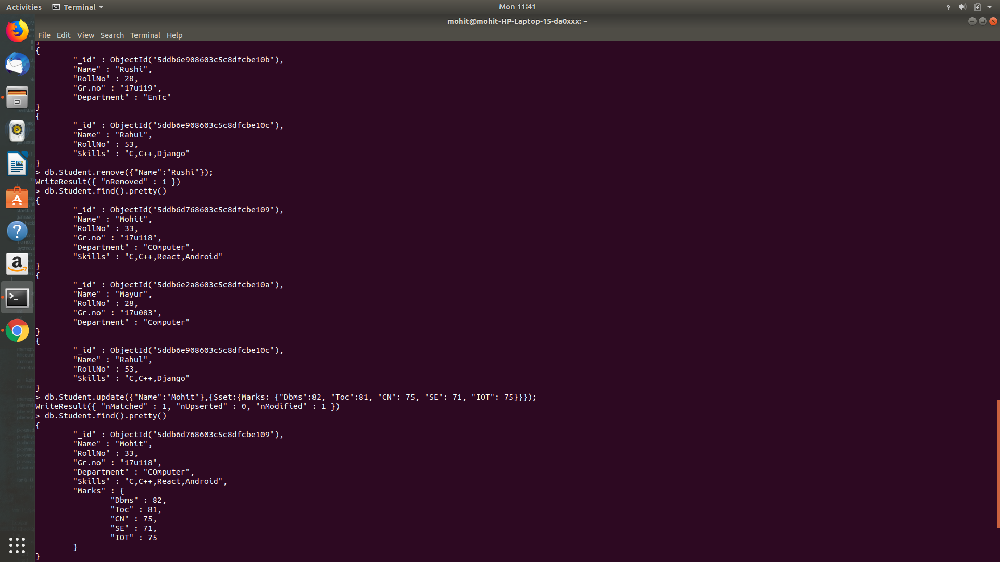 Activities Terminal Mon 11:41
mohit@mohit-HP-Laptop-15-da0xxx: ~
File Edit View Search Terminal Help
}
{
"_id" : ObjectId("5ddb6e908603c5c8dfcbe10b"),
"Name" : "Rushi",
"RollNo" : 28,
"Gr.no" : "17u119",
"Department" : "EnTc"
}
{
"_id" : ObjectId("5ddb6e908603c5c8dfcbe10c"),
"Name" : "Rahul",
"RollNo" : 53,
"Skills" : "C,C++,Django"
}
> db.Student.remove({"Name":"Rushi"});
WriteResult({ "nRemoved" : 1 })
> db.Student.find().pretty()
{
"_id" : ObjectId("5ddb6d768603c5c8dfcbe109"),
"Name" : "Mohit",
"RollNo" : 33,
"Gr.no" : "17u118",
"Department" : "COmputer",
"Skills" : "C,C++,React,Android"
}
{
"_id" : ObjectId("5ddb6e2a8603c5c8dfcbe10a"),
"Name" : "Mayur",
"RollNo" : 28,
"Gr.no" : "17u083",
"Department" : "Computer"
}
{
"_id" : ObjectId("5ddb6e908603c5c8dfcbe10c"),
"Name" : "Rahul",
"RollNo" : 53,
"Skills" : "C,C++,Django"
}
> db.Student.update({"Name":"Mohit"},{$set:{Marks: {"Dbms":82, "Toc":81, "CN": 75, "SE": 71, "IOT": 75}}});
WriteResult({ "nMatched" : 1, "nUpserted" : 0, "nModified" : 1 })
> db.Student.find().pretty()
{
"_id" : ObjectId("5ddb6d768603c5c8dfcbe109"),
"Name" : "Mohit",
"RollNo" : 33,
"Gr.no" : "17u118",
"Department" : "COmputer",
"Skills" : "C,C++,React,Android",
"Marks" : {
"Dbms" : 82,
"Toc" : 81,
"CN" : 75,
"SE" : 71,
"IOT" : 75
}
}